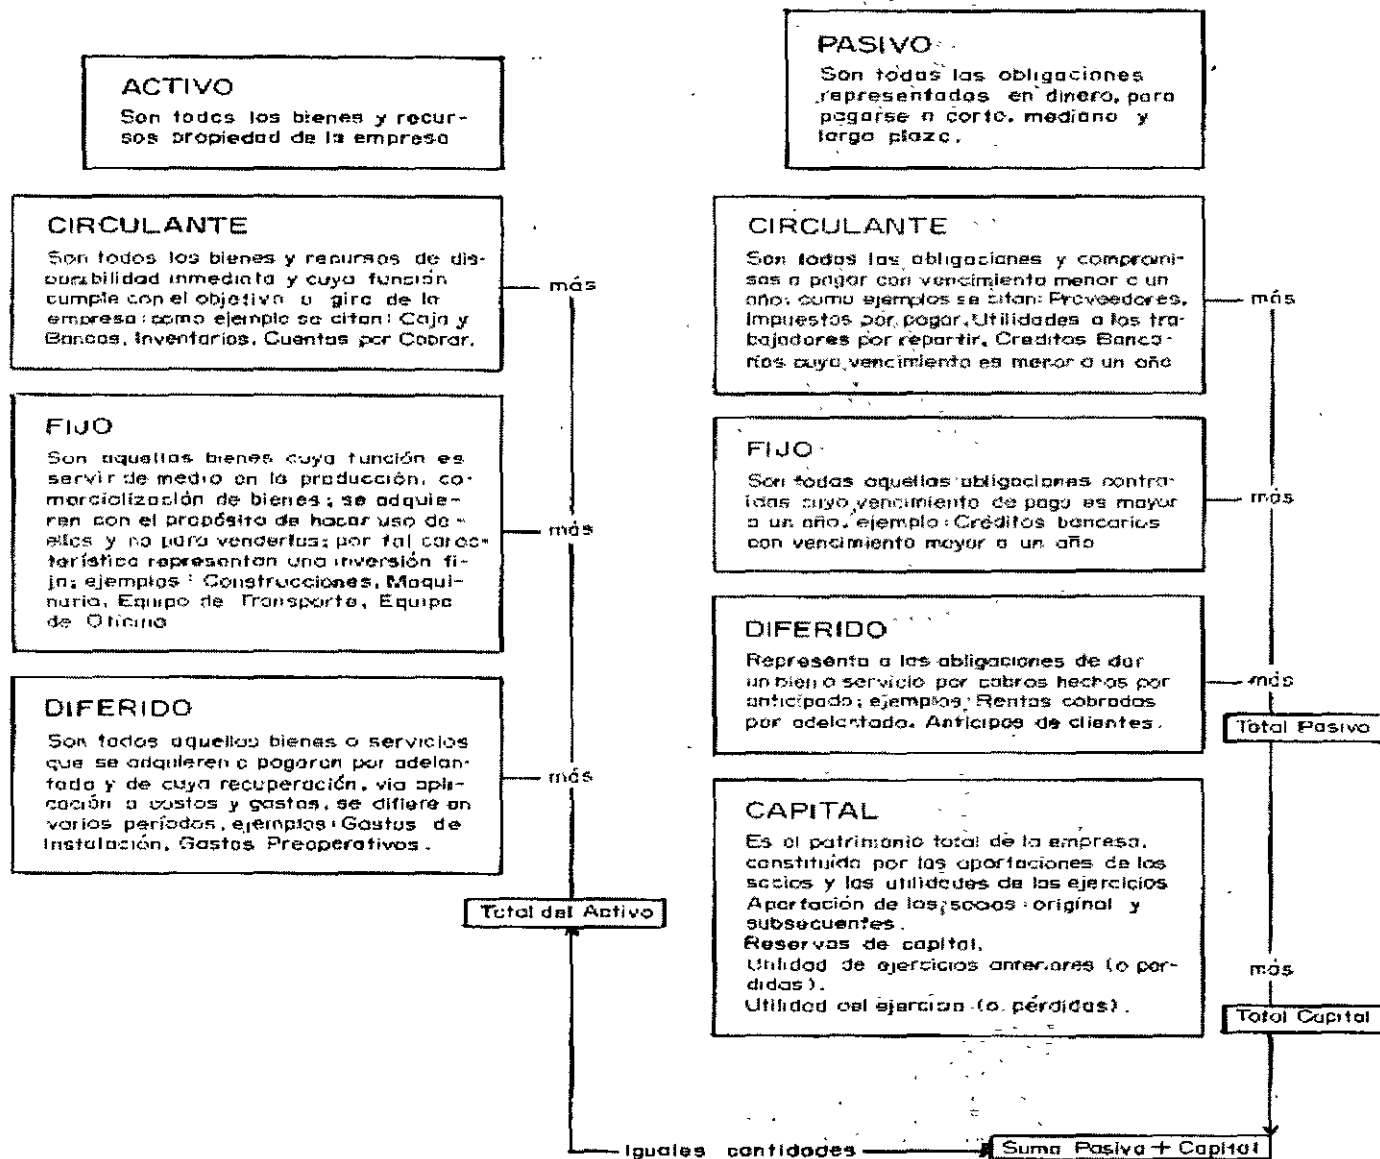 ACTIVO
Son todos los bienes y recur-
sos propiedad de la empresa
CIRCULANTE
Son todos los bienes y recursos de dis-
ponibilidad inmediata y cuya función
cumple con el objetivo o giro de la
empresa; como ejemplo se citan: Caja y
Bancos, Inventarios, Cuentas por Cobrar.
más
FIJO
Son aquellos bienes cuya función es
servir de medio en la producción, co-
mercialización de bienes; se adquie-
ren con el propósito de hacer uso de
ellos y no para venderlos; por tal carac-
terística representan una inversión fi-
ja; ejemplos: Construcciones, Maqui-
naria, Equipo de Transporte, Equipo
de Oficina
más
DIFERIDO
Son todos aquellos bienes o servicios
que se adquieren o pagaron por adelan-
tado y de cuya recuperación, via apli-
cación a costos y gastos, se difiere en
varios períodos, ejemplos: Gastos de
Instalación, Gastos Preoperativos.
más
Total del Activo
PASIVO
Son todas las obligaciones
representadas en dinero, para
pagarse a corto, mediano y
largo plazo.
CIRCULANTE
Son todas las obligaciones y compromi-
sos a pagar con vencimiento menor a un
año; como ejemplos se citan: Proveedores,
Impuestos por pagar, Utilidades a los tra-
bajadores por repartir, Creditos Banca-
rios cuyo vencimiento es menor a un año
más
FIJO
Son todas aquellas obligaciones contra-
idas cuyo vencimiento de pago es mayor
a un año, ejemplo: Créditos bancarios
con vencimiento mayor a un año
más
DIFERIDO
Representa a las obligaciones de dar
un bien o servicio por cobros hechos por
anticipado; ejemplos: Rentas cobradas
por adelantado. Anticipos de clientes.
más
Total Pasivo
CAPITAL
Es el patrimonio total de la empresa,
constituído por las aportaciones de los
socios y las utilidades de los ejercicios
Aportación de los socios: original y
subsecuentes.
Reservas de capital.
Utilidad de ejercicios anteriores (o per-
didas).
Utilidad del ejercicio (o pérdidas).
más
Total Capital
Iguales cantidades
Suma Pasivo + Capital